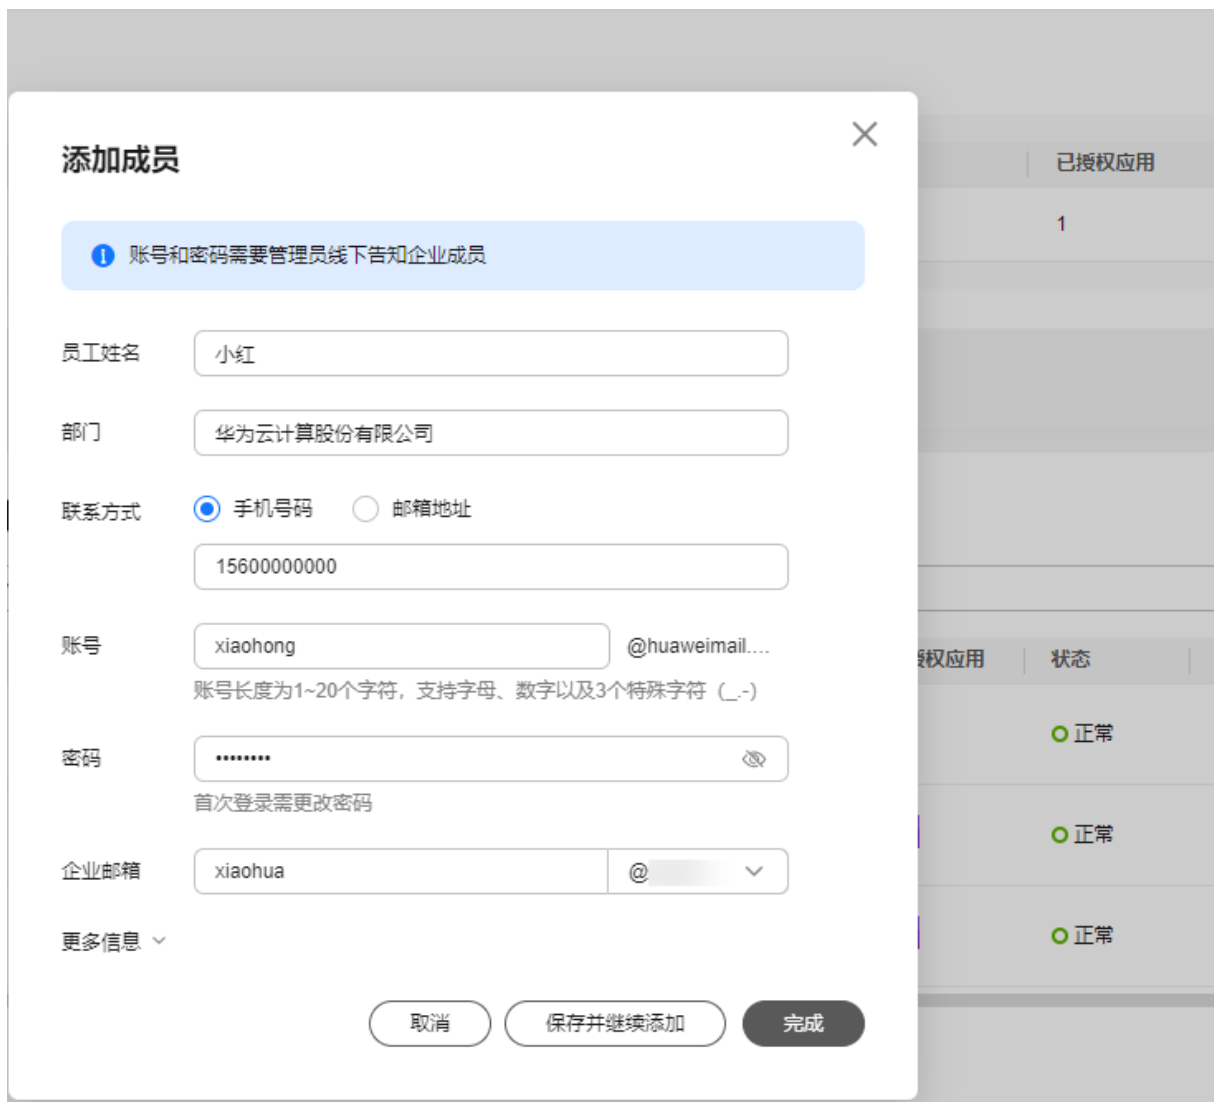 添加成员
已授权应用
1
账号和密码需要管理员线下告知企业成员
员工姓名
小红
部门
华为云计算股份有限公司
联系方式
手机号码 邮箱地址
15600000000
账号
xiaohong
@huaweimail....
账号长度为1~20个字符，支持字母、数字以及3个特殊字符（_.-）
权应用
状态
密码
••••••••
首次登录需更改密码
正常
正常
企业邮箱
xiaohua
@
更多信息
正常
取消
保存并继续添加
完成